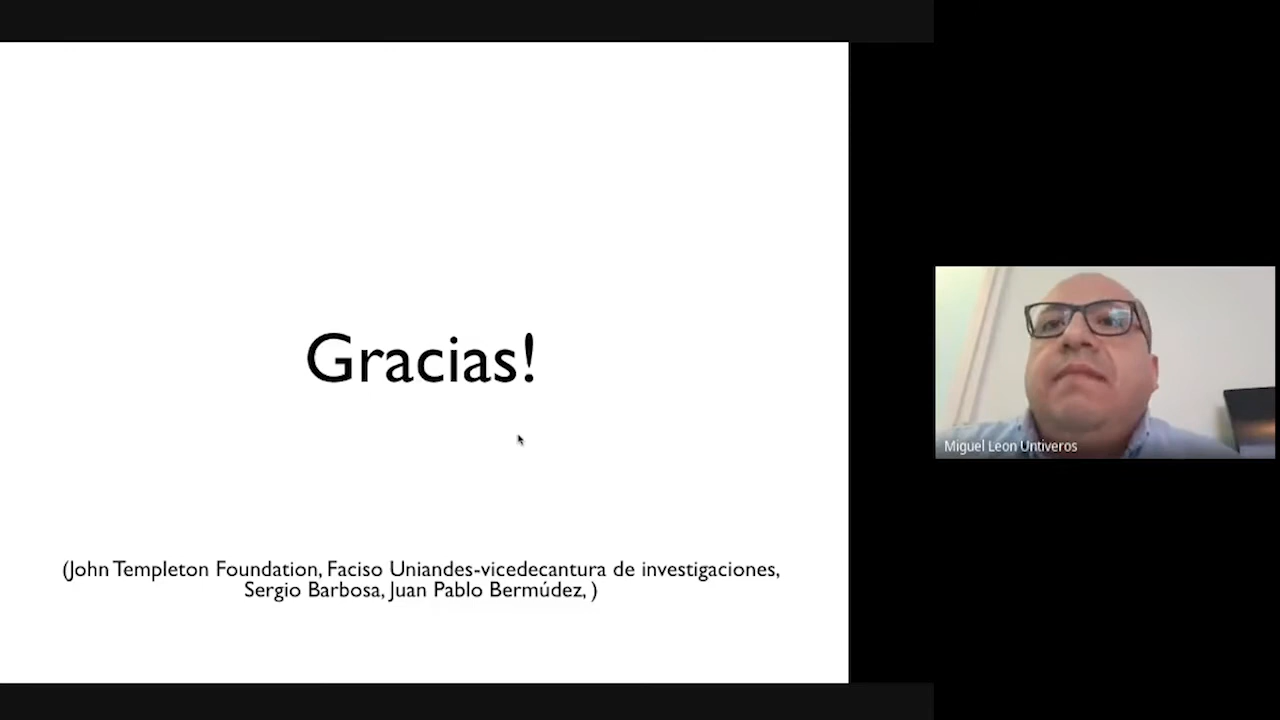 Gracias!
(John Templeton Foundation, Faciso Uniandes-vicedecantura de investigaciones,
Sergio Barbosa, Juan Pablo Bermúdez, )
Miguel Leon Untiveros